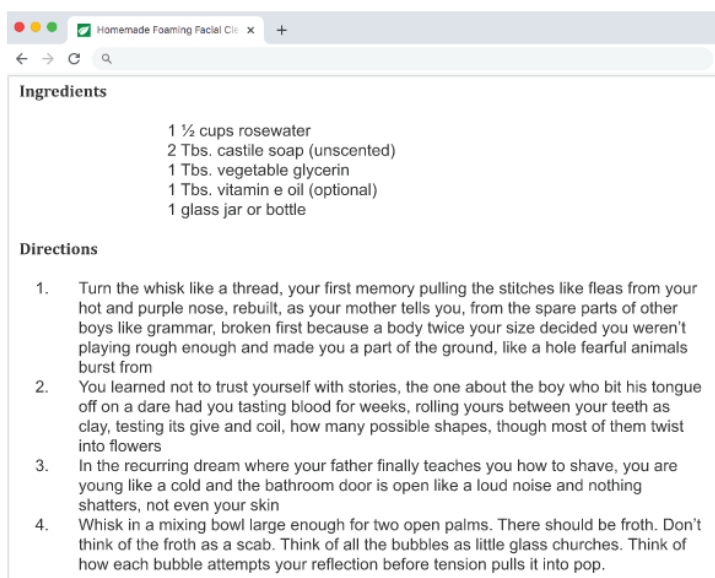 Homemade Foaming Facial Cle
Ingredients
1 ½ cups rosewater
2 Tbs. castile soap (unscented)
1 Tbs. vegetable glycerin
1 Tbs. vitamin e oil (optional)
1 glass jar or bottle
Directions
1. Turn the whisk like a thread, your first memory pulling the stitches like fleas from your
hot and purple nose, rebuilt, as your mother tells you, from the spare parts of other
boys like grammar, broken first because a body twice your size decided you weren’t
playing rough enough and made you a part of the ground, like a hole fearful animals
burst from
2. You learned not to trust yourself with stories, the one about the boy who bit his tongue
off on a dare had you tasting blood for weeks, rolling yours between your teeth as
clay, testing its give and coil, how many possible shapes, though most of them twist
into flowers
3. In the recurring dream where your father finally teaches you how to shave, you are
young like a cold and the bathroom door is open like a loud noise and nothing
shatters, not even your skin
4. Whisk in a mixing bowl large enough for two open palms. There should be froth. Don’t
think of the froth as a scab. Think of all the bubbles as little glass churches. Think of
how each bubble attempts your reflection before tension pulls it into pop.